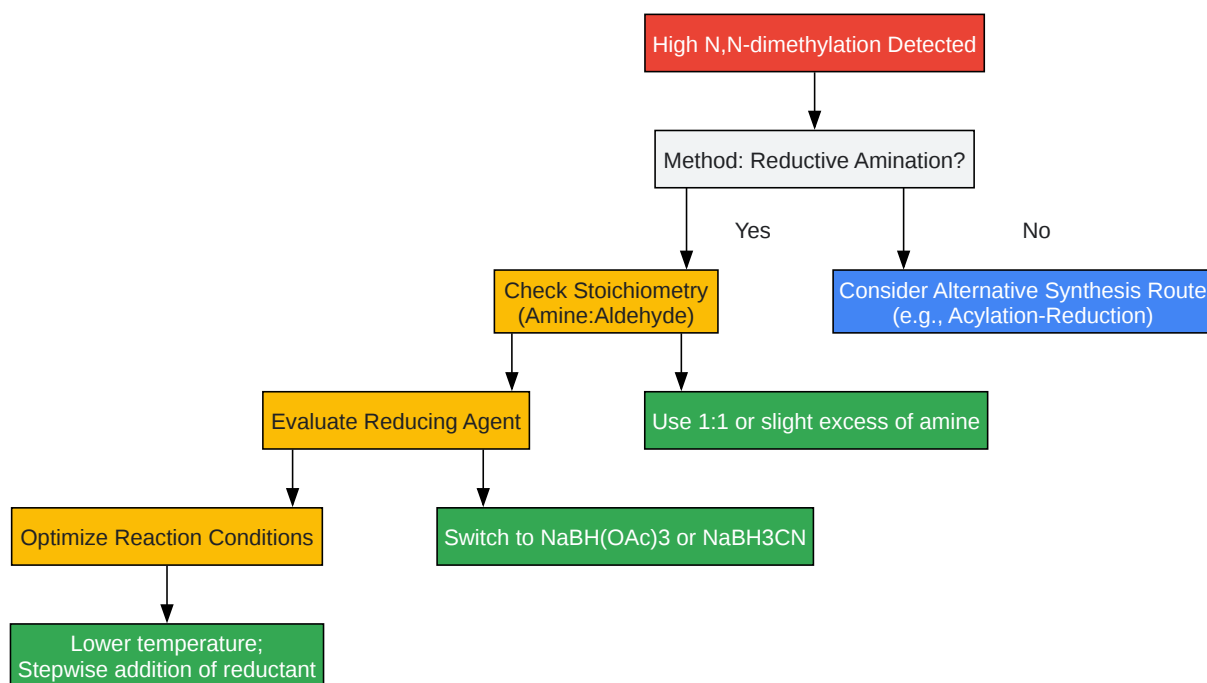 High N,N-dimethylation Detected
Method: Reductive Amination?
Yes
No
Check Stoichiometry
(Amine:Aldehyde)
Consider Alternative Synthesis Route
(e.g., Acylation-Reduction)
Evaluate Reducing Agent
Use 1:1 or slight excess of amine
Optimize Reaction Conditions
Switch to NaBH(OAc)3 or NaBH3CN
Lower temperature;
Stepwise addition of reductant